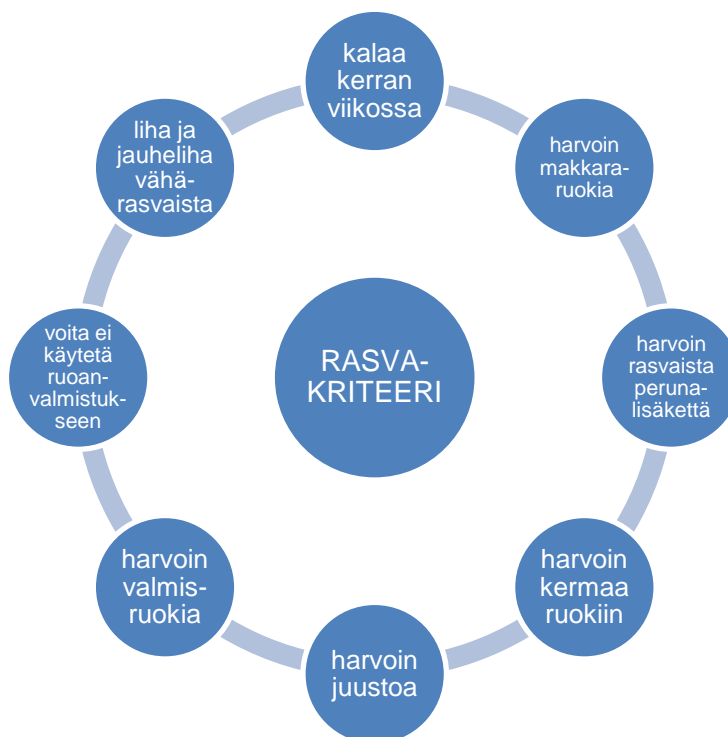 kalaa
kerran
viikossa
liha ja
jauheliha
vähä-
rasvaista
harvoin
makkara-
ruokia
voita ei
käytetä
ruoan-
valmistuk-
seen
RASVA-
KRITEERI
harvoin
rasvaista
peruna-
lisäkettä
harvoin
valmis-
ruokia
harvoin
kermaa
ruokiin
harvoin
juustoa